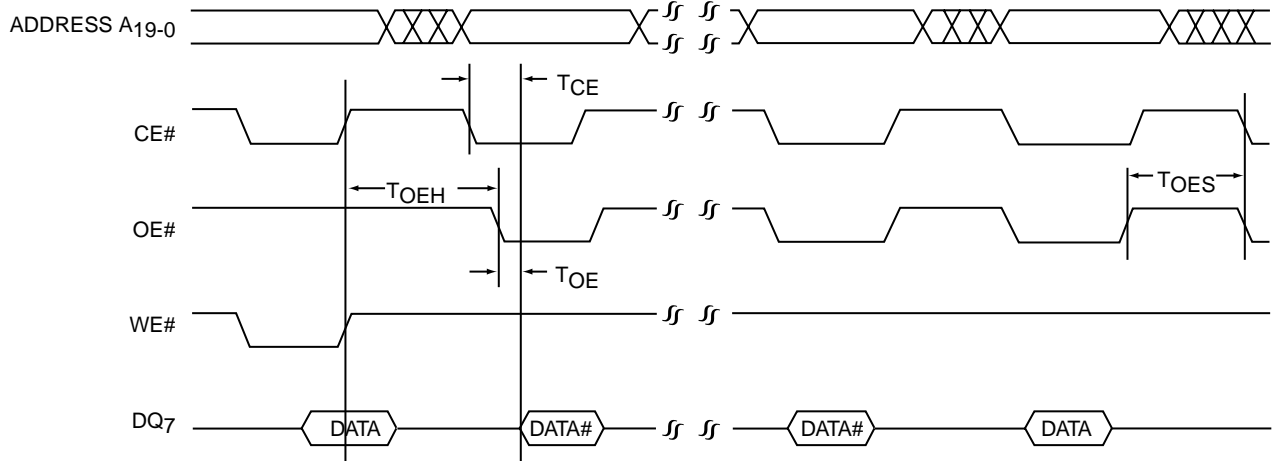 ADDRESS A19-0
TCE
CE#
TOEH
TOES
OE#
TOE
WE#
DQ7
DATA
DATA#
DATA#
DATA